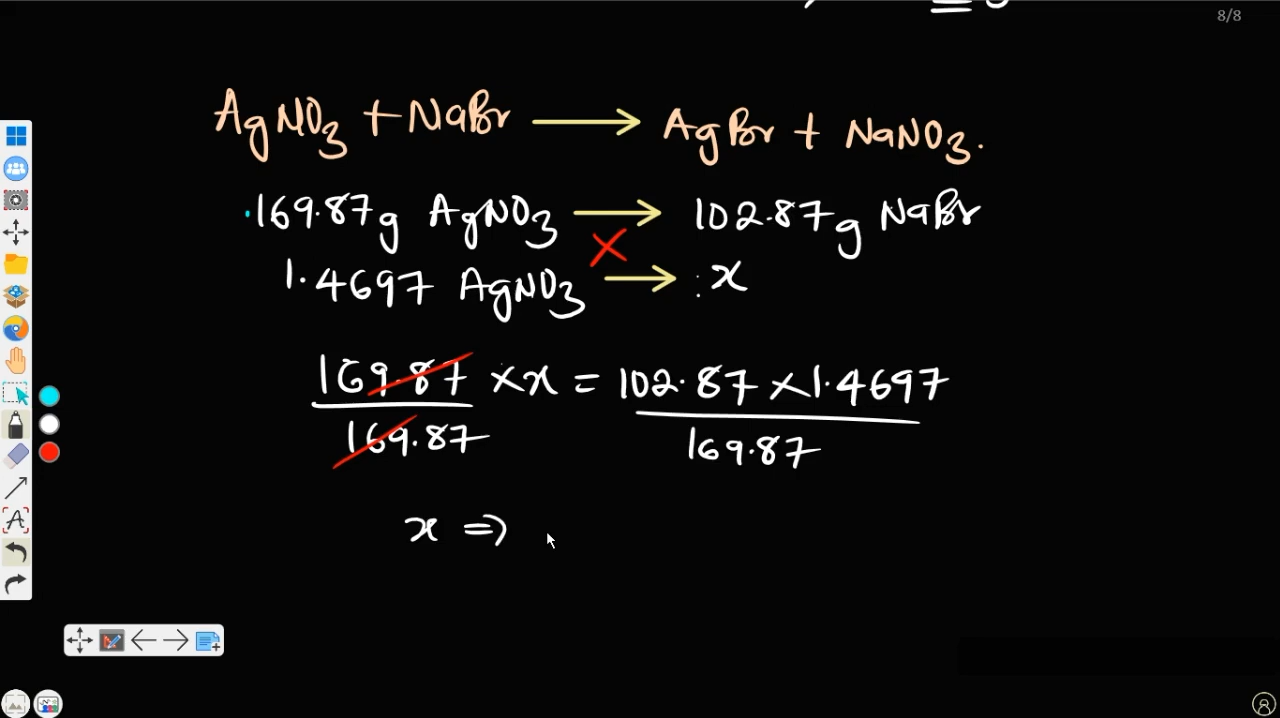 8/8
AgNO₃ + NaBr ⟶ AgBr + NaNO₃.
169.87g AgNO₃ ⟶ 102.87g NaBr
1.4697 AgNO₃ ⟶ : x
169.87 × x = 102.87 × 1.4697
169.87 169.87
x ⇒